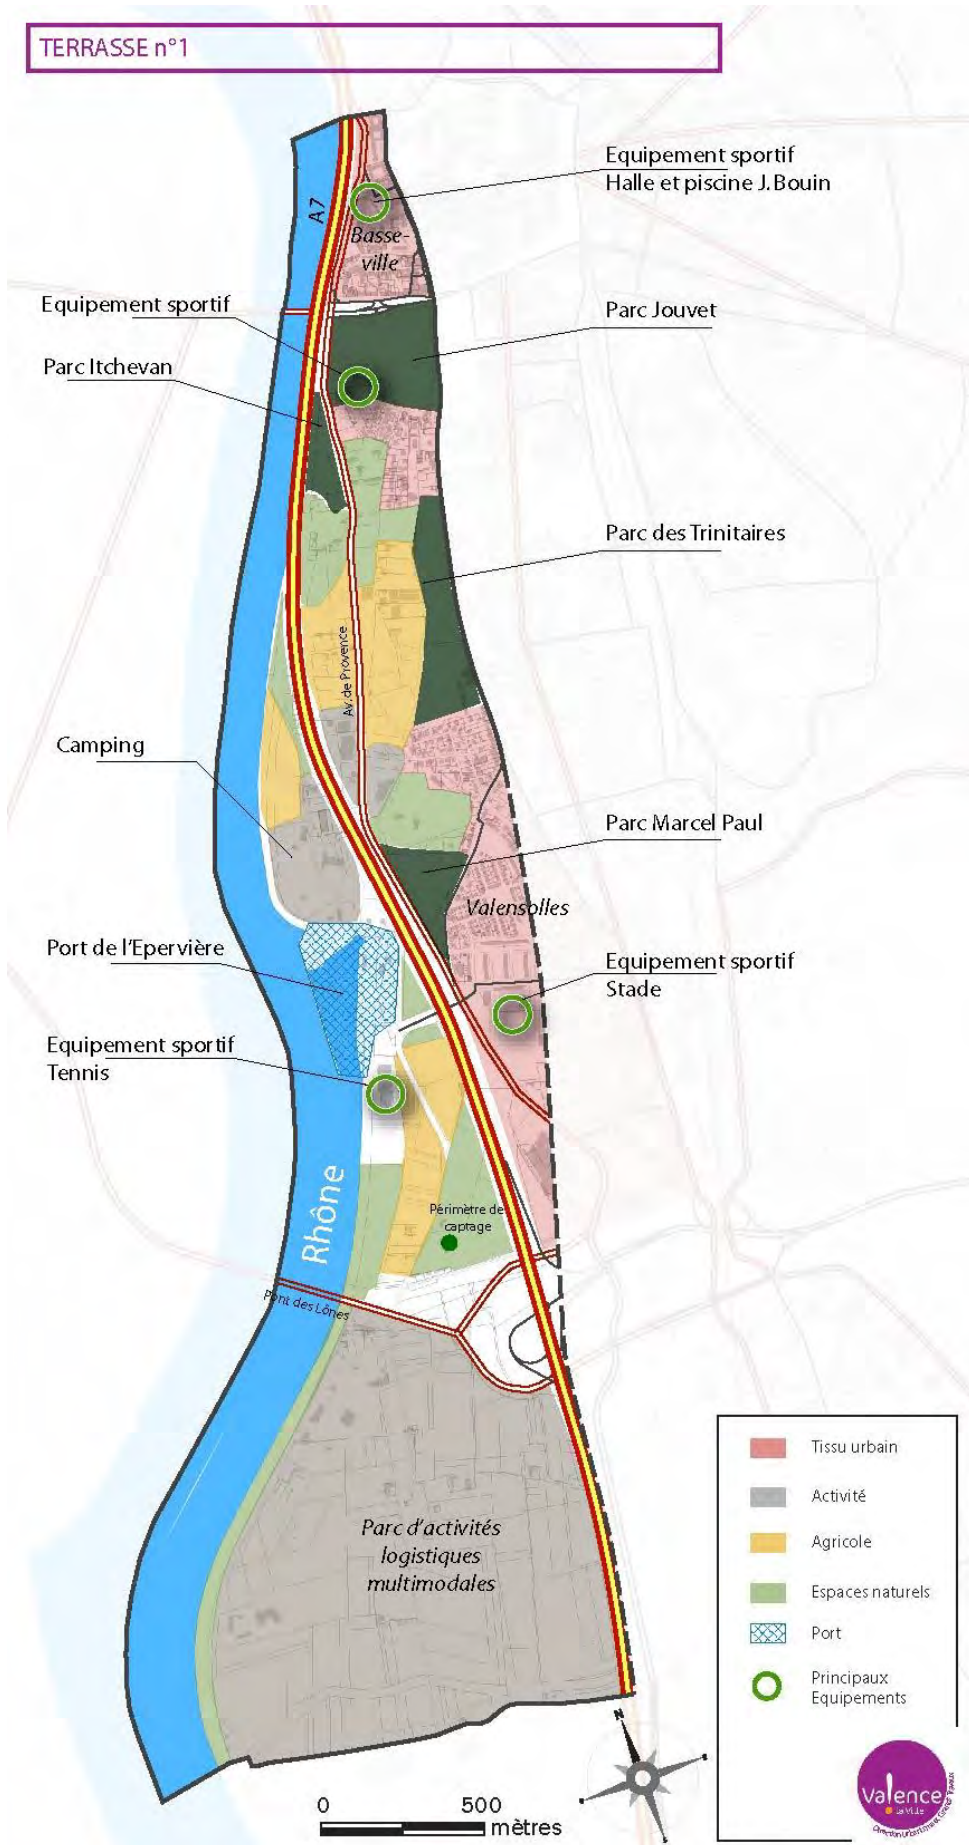 TERRASSE n°1
Equipement sportif
Halle et piscine J. Bouin
A7
Basse-
ville
Equipement sportif
Parc Jouvet
Parc Itchevan
Parc des Trinitaires
Av. de Provence
Camping
Parc Marcel Paul
Valensolles
Port de l'Epervière
Equipement sportif
Stade
Equipement sportif
Tennis
Rhône
Périmètre de
captage
Pont des Lônes
Parc d'activités
logistiques
multimodales
Tissu urbain
Activité
Agricole
Espaces naturels
Port
Principaux
Equipements
N
0 500
mètres
Valence
La Ville